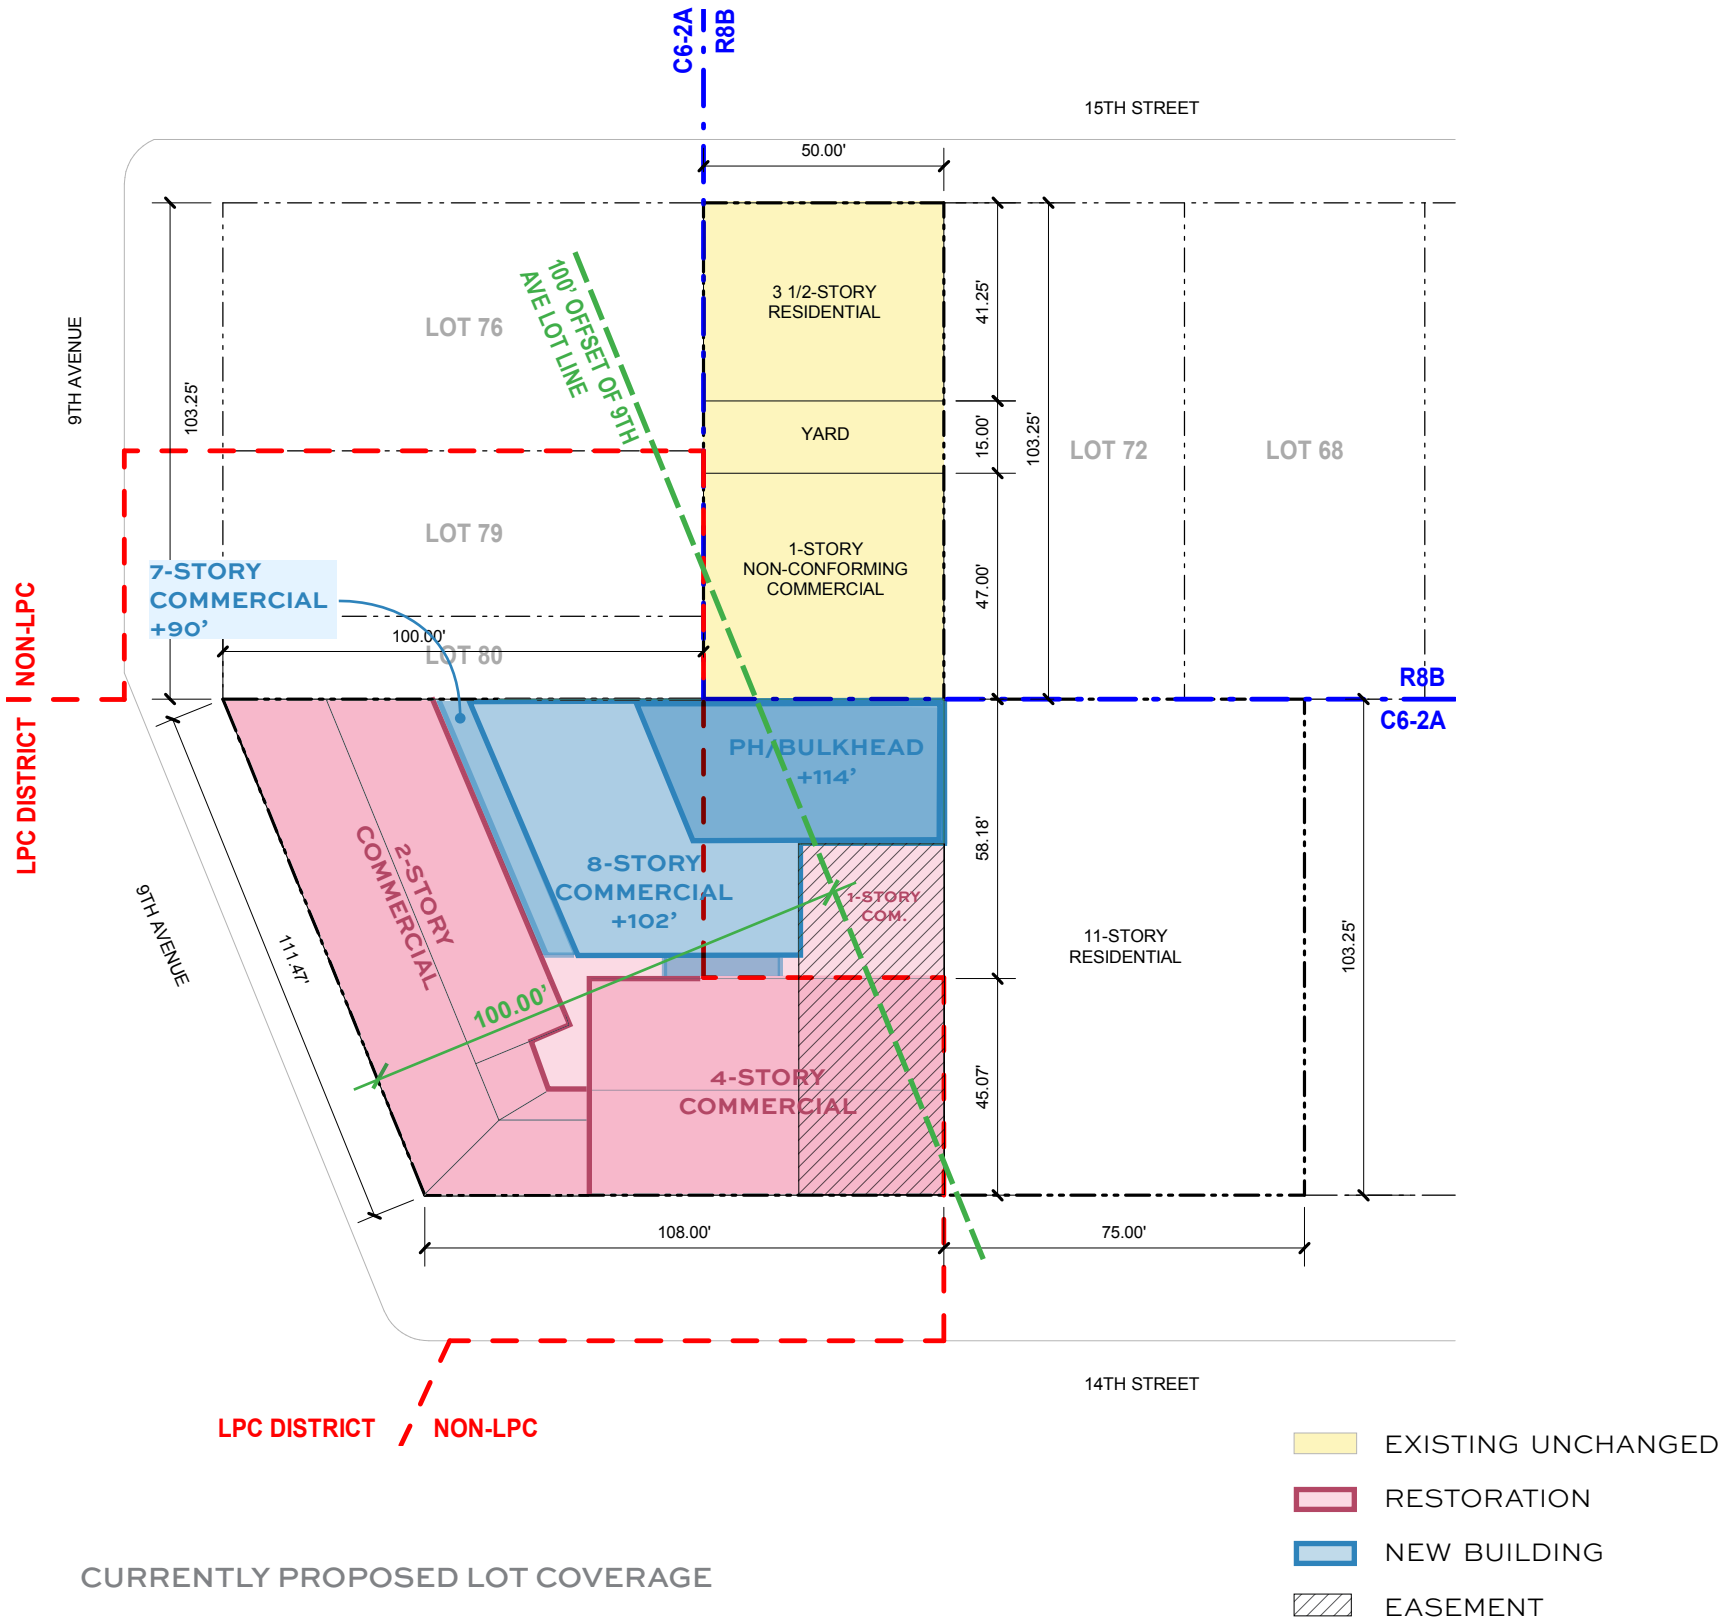 C6-2A
R8B
15TH STREET
50.00'
9TH AVENUE
103.25'
LOT 76
100' OFFSET OF 9TH
AVE LOT LINE
3 1/2-STORY
RESIDENTIAL
41.25'
YARD
15.00'
103.25'
LOT 72
LOT 68
LOT 79
1-STORY
NON-CONFORMING
COMMERCIAL
47.00'
7-STORY
COMMERCIAL
+90'
100.00'
LOT 80
NON-LPC
LPC DISTRICT
R8B
C6-2A
PH/BULKHEAD
+114'
58.18'
2-STORY
COMMERCIAL
8-STORY
COMMERCIAL
+102'
1-STORY
COM.
11-STORY
RESIDENTIAL
103.25'
9TH AVENUE
111.47'
100.00'
4-STORY
COMMERCIAL
45.07'
108.00'
75.00'
14TH STREET
LPC DISTRICT
NON-LPC
EXISTING UNCHANGED
RESTORATION
NEW BUILDING
EASEMENT
CURRENTLY PROPOSED LOT COVERAGE